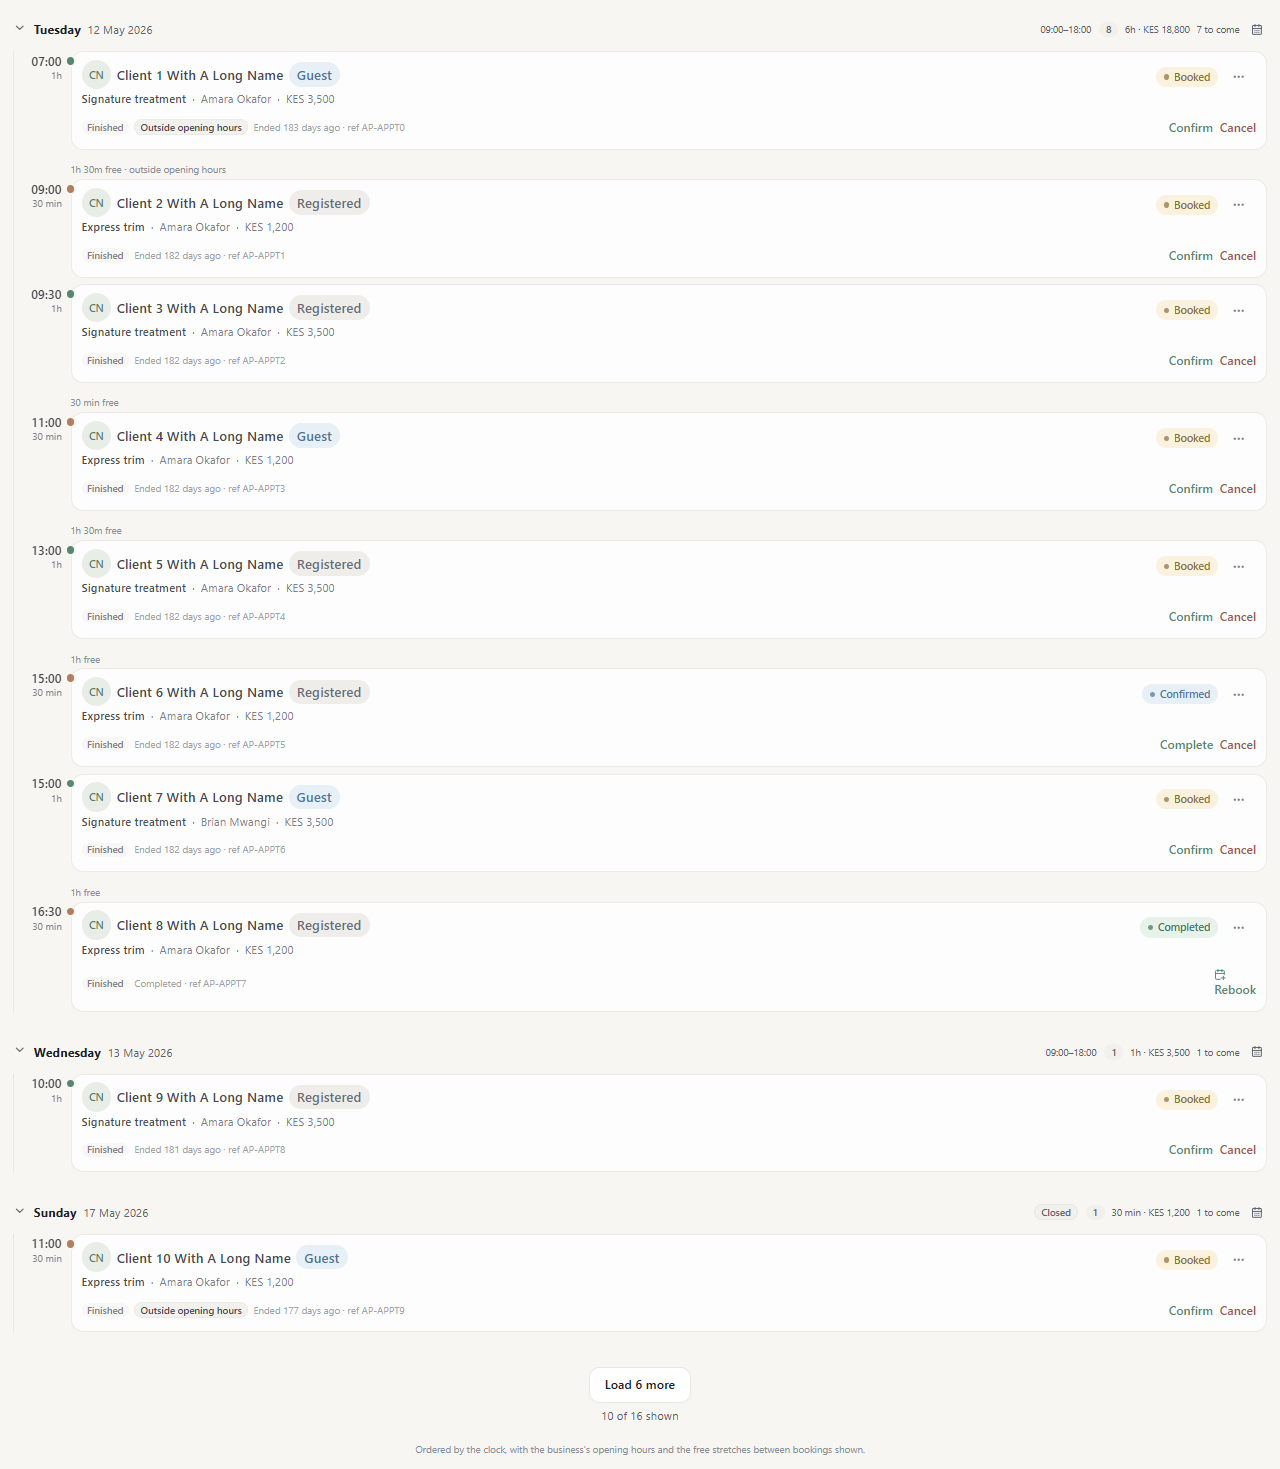 Tuesday 12 May 2026 09:00–18:00 8 6h · KES 18,800 7 to come
07:00 CN Client 1 With A Long Name Guest Booked ···
1h Signature treatment · Amara Okafor · KES 3,500
Finished Outside opening hours Ended 183 days ago · ref AP-APPT0 Confirm Cancel
1h 30m free · outside opening hours
09:00 CN Client 2 With A Long Name Registered Booked ···
30 min Express trim · Amara Okafor · KES 1,200
Finished Ended 182 days ago · ref AP-APPT1 Confirm Cancel
09:30 CN Client 3 With A Long Name Registered Booked ···
1h Signature treatment · Amara Okafor · KES 3,500
Finished Ended 182 days ago · ref AP-APPT2 Confirm Cancel
30 min free
11:00 CN Client 4 With A Long Name Guest Booked ···
30 min Express trim · Amara Okafor · KES 1,200
Finished Ended 182 days ago · ref AP-APPT3 Confirm Cancel
1h 30m free
13:00 CN Client 5 With A Long Name Registered Booked ···
1h Signature treatment · Amara Okafor · KES 3,500
Finished Ended 182 days ago · ref AP-APPT4 Confirm Cancel
1h free
15:00 CN Client 6 With A Long Name Registered Confirmed ···
30 min Express trim · Amara Okafor · KES 1,200
Finished Ended 182 days ago · ref AP-APPT5 Complete Cancel
15:00 CN Client 7 With A Long Name Guest Booked ···
1h Signature treatment · Brian Mwangi · KES 3,500
Finished Ended 182 days ago · ref AP-APPT6 Confirm Cancel
1h free
16:30 CN Client 8 With A Long Name Registered Completed ···
30 min Express trim · Amara Okafor · KES 1,200
Finished Completed · ref AP-APPT7 Rebook
Wednesday 13 May 2026 09:00–18:00 1 1h · KES 3,500 1 to come
10:00 CN Client 9 With A Long Name Registered Booked ···
1h Signature treatment · Amara Okafor · KES 3,500
Finished Ended 181 days ago · ref AP-APPT8 Confirm Cancel
Sunday 17 May 2026 Closed 1 30 min · KES 1,200 1 to come
11:00 CN Client 10 With A Long Name Guest Booked ···
30 min Express trim · Amara Okafor · KES 1,200
Finished Outside opening hours Ended 177 days ago · ref AP-APPT9 Confirm Cancel
Load 6 more
10 of 16 shown
Ordered by the clock, with the business's opening hours and the free stretches between bookings shown.